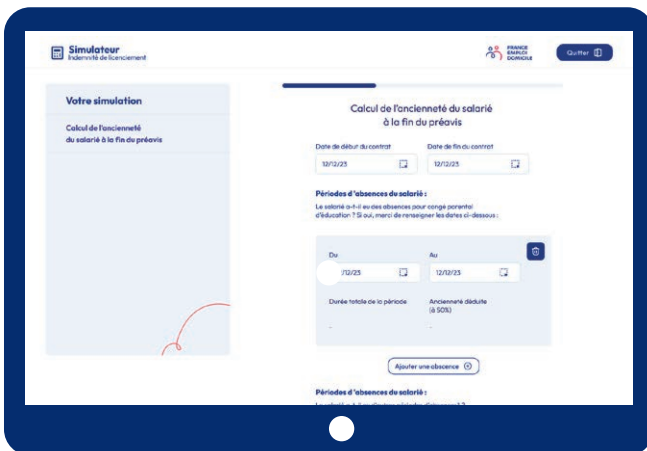 Simulateur
Indemnité de licenciement
FRANCE
EMPLOI
DOMICILE
Quitter
Votre simulation
Calcul de l'ancienneté
du salarié à la fin du préavis
Calcul de l'ancienneté du salarié
à la fin du préavis
Date de début du contrat
Date de fin du contrat
12/12/23
12/12/23
Périodes d'absences du salarié :
Le salarié a-t-il eu des absences pour congé parental
d'éducation ? Si oui, merci de renseigner les dates ci-dessous :
Du
Au
/12/23
12/12/23
Durée totale de la période
Ancienneté déduite
(à 50%)
-
-
Ajouter une abscence
Périodes d'absences du salarié :